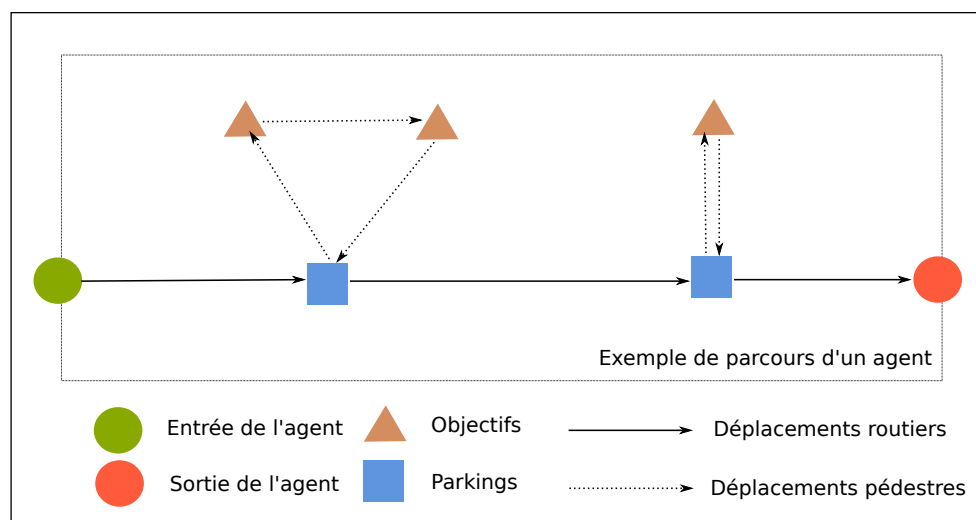 Exemple de parcours d'un agent
Entrée de l'agent
Objectifs
Déplacements routiers
Sortie de l'agent
Parkings
Déplacements pédestres